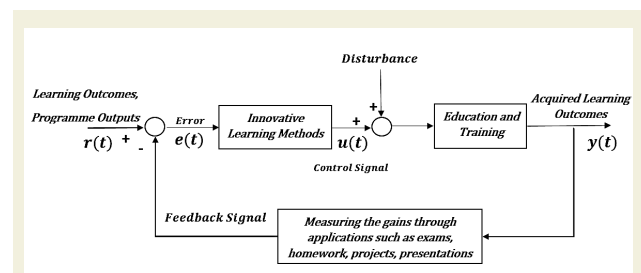 Disturbance
Learning Outcomes,
Programme Outputs
r(t)
+
-
Error
e(t)
Innovative
Learning Methods
+
u(t)
+
Control Signal
Education and
Training
Acquired Learning
Outcomes
y(t)
Feedback Signal
Measuring the gains through
applications such as exams,
homework, projects, presentations